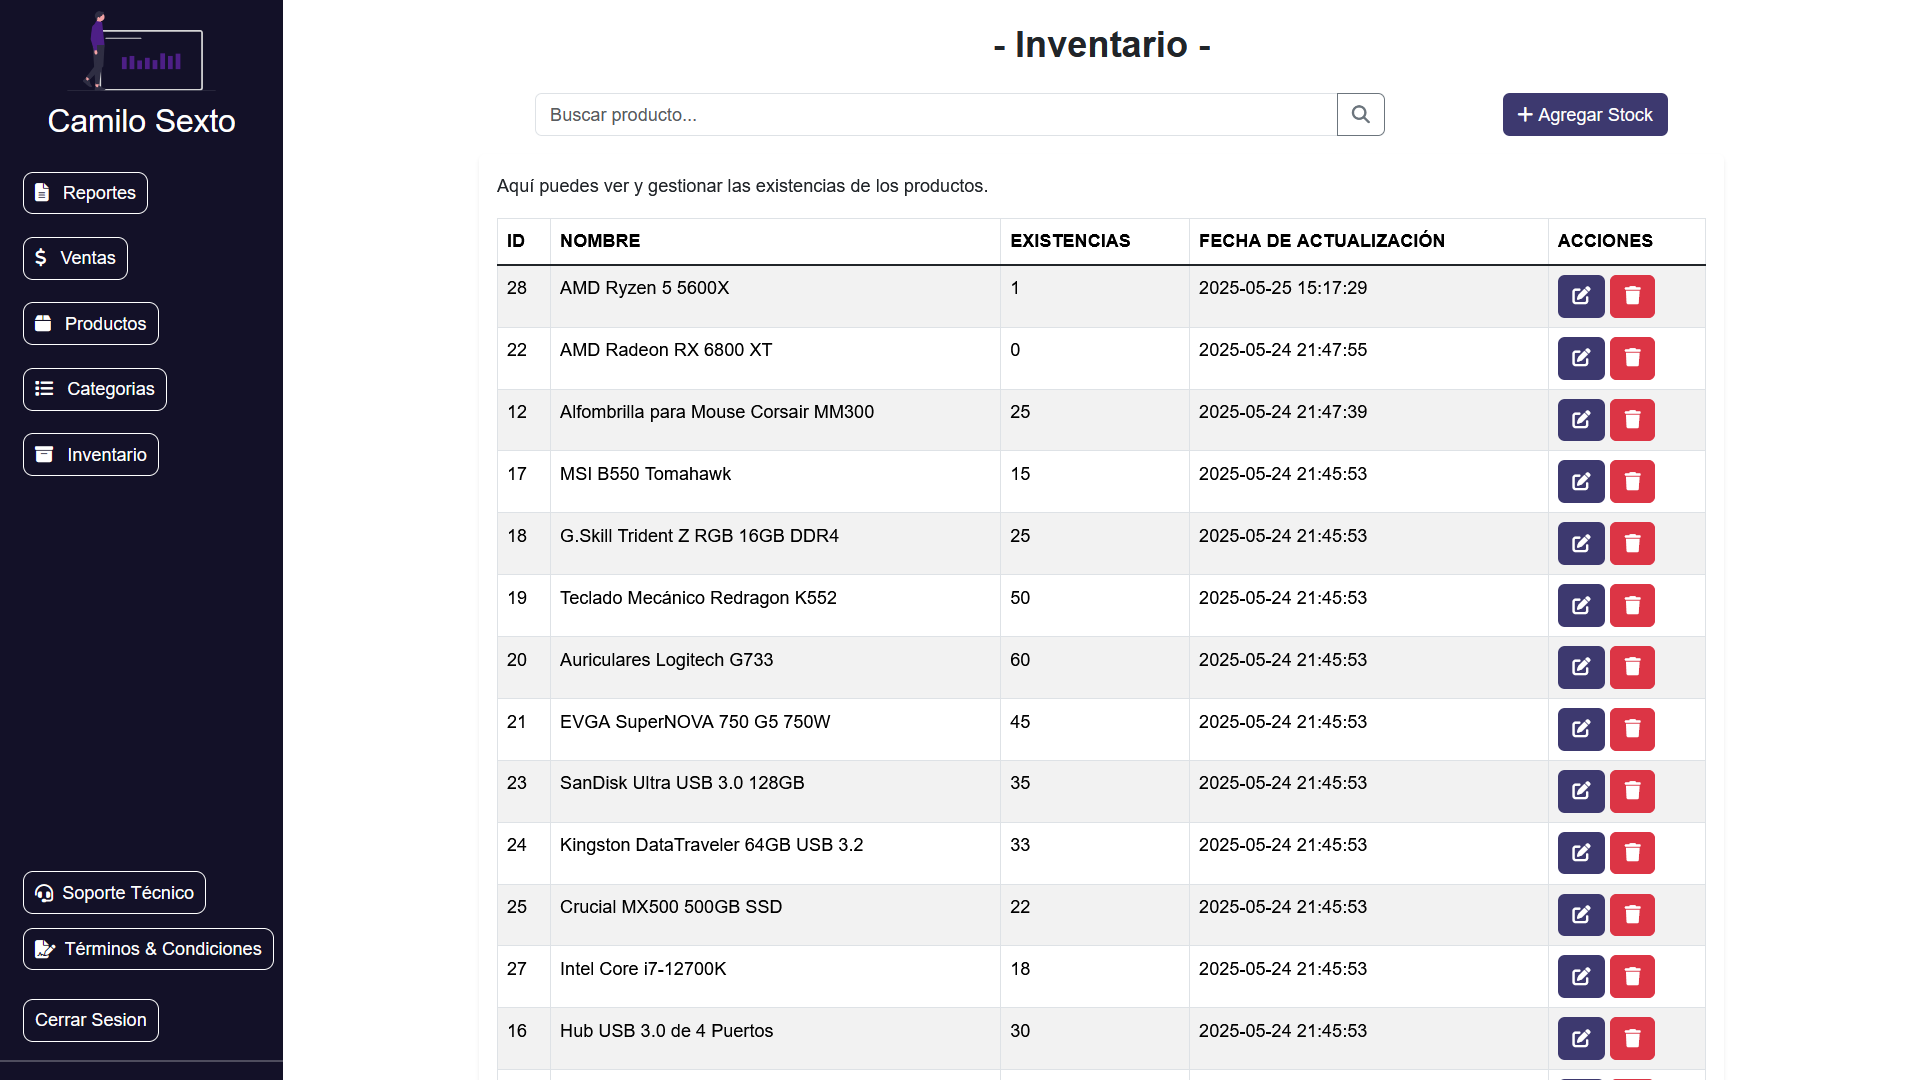 Camilo Sexto
Reportes
Ventas
Productos
Categorias
Inventario
Soporte Técnico
Términos & Condiciones
Cerrar Sesion
- Inventario -
Buscar producto...
Agregar Stock
Aquí puedes ver y gestionar las existencias de los productos.
ID NOMBRE EXISTENCIAS FECHA DE ACTUALIZACIÓN ACCIONES
28 AMD Ryzen 5 5600X 1 2025-05-25 15:17:29
22 AMD Radeon RX 6800 XT 0 2025-05-24 21:47:55
12 Alfombrilla para Mouse Corsair MM300 25 2025-05-24 21:47:39
17 MSI B550 Tomahawk 15 2025-05-24 21:45:53
18 G.Skill Trident Z RGB 16GB DDR4 25 2025-05-24 21:45:53
19 Teclado Mecánico Redragon K552 50 2025-05-24 21:45:53
20 Auriculares Logitech G733 60 2025-05-24 21:45:53
21 EVGA SuperNOVA 750 G5 750W 45 2025-05-24 21:45:53
23 SanDisk Ultra USB 3.0 128GB 35 2025-05-24 21:45:53
24 Kingston DataTraveler 64GB USB 3.2 33 2025-05-24 21:45:53
25 Crucial MX500 500GB SSD 22 2025-05-24 21:45:53
27 Intel Core i7-12700K 18 2025-05-24 21:45:53
16 Hub USB 3.0 de 4 Puertos 30 2025-05-24 21:45:53